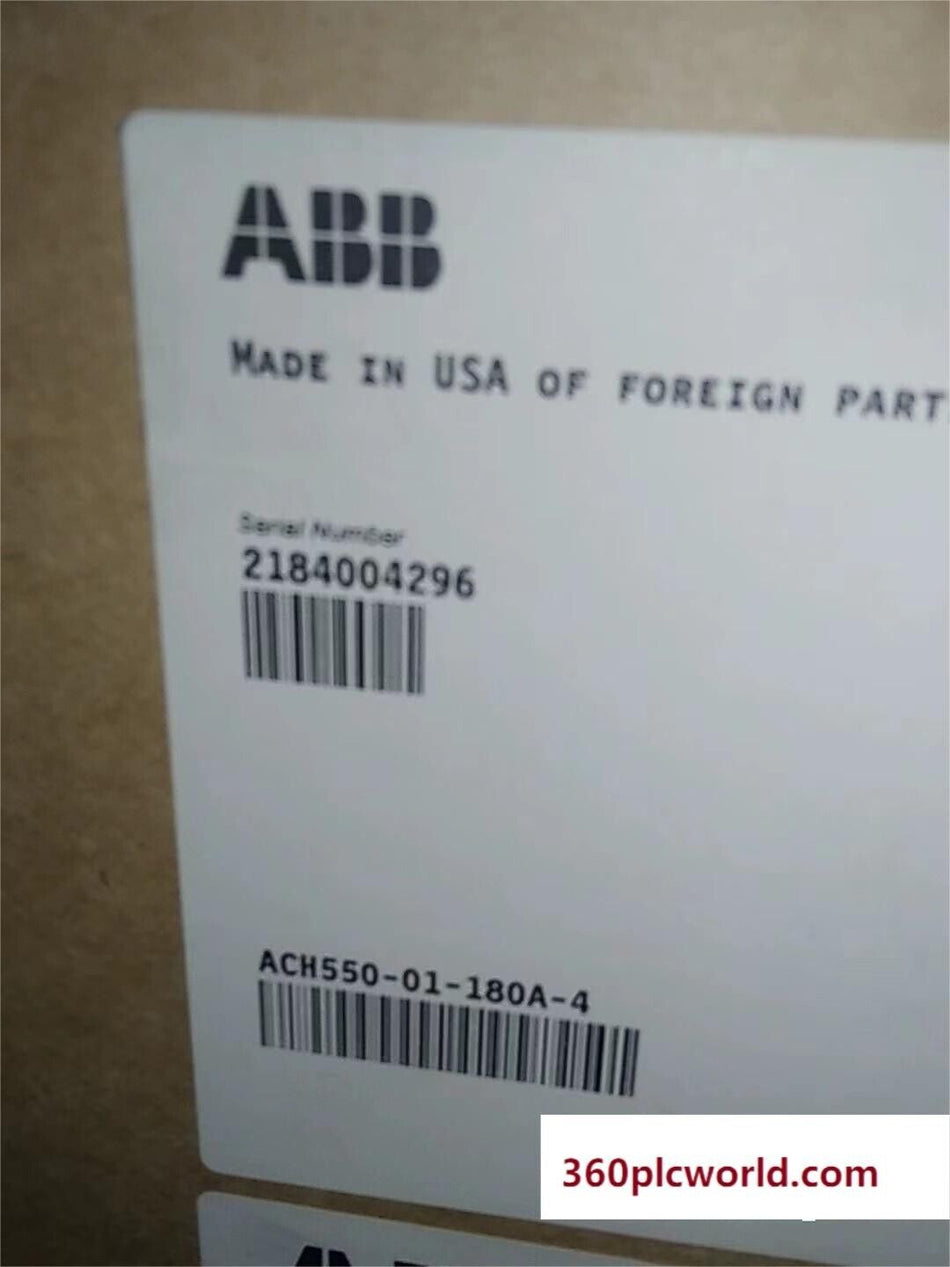 ABB
MADE IN USA OF FOREIGN PART
Serial Number
2184004296
ACH550-01-180A-4
360plcworld.com